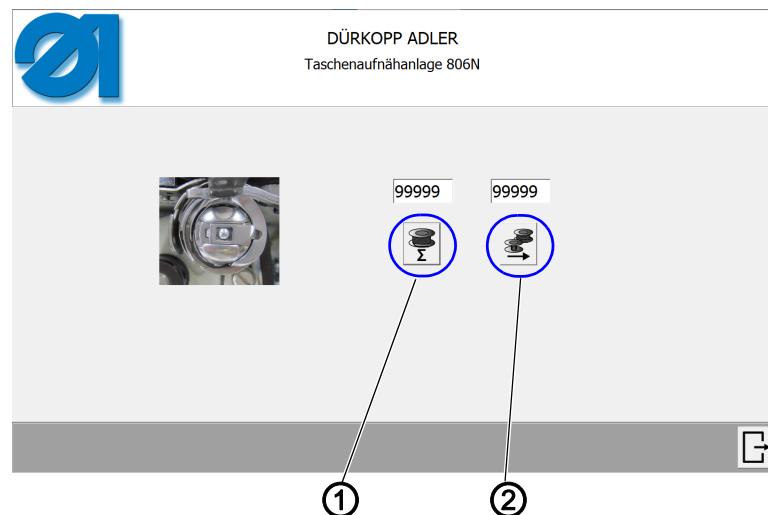 DÜRKOPP ADLER
Taschenaufnähanlage 806N
99999 99999
Σ
1 2